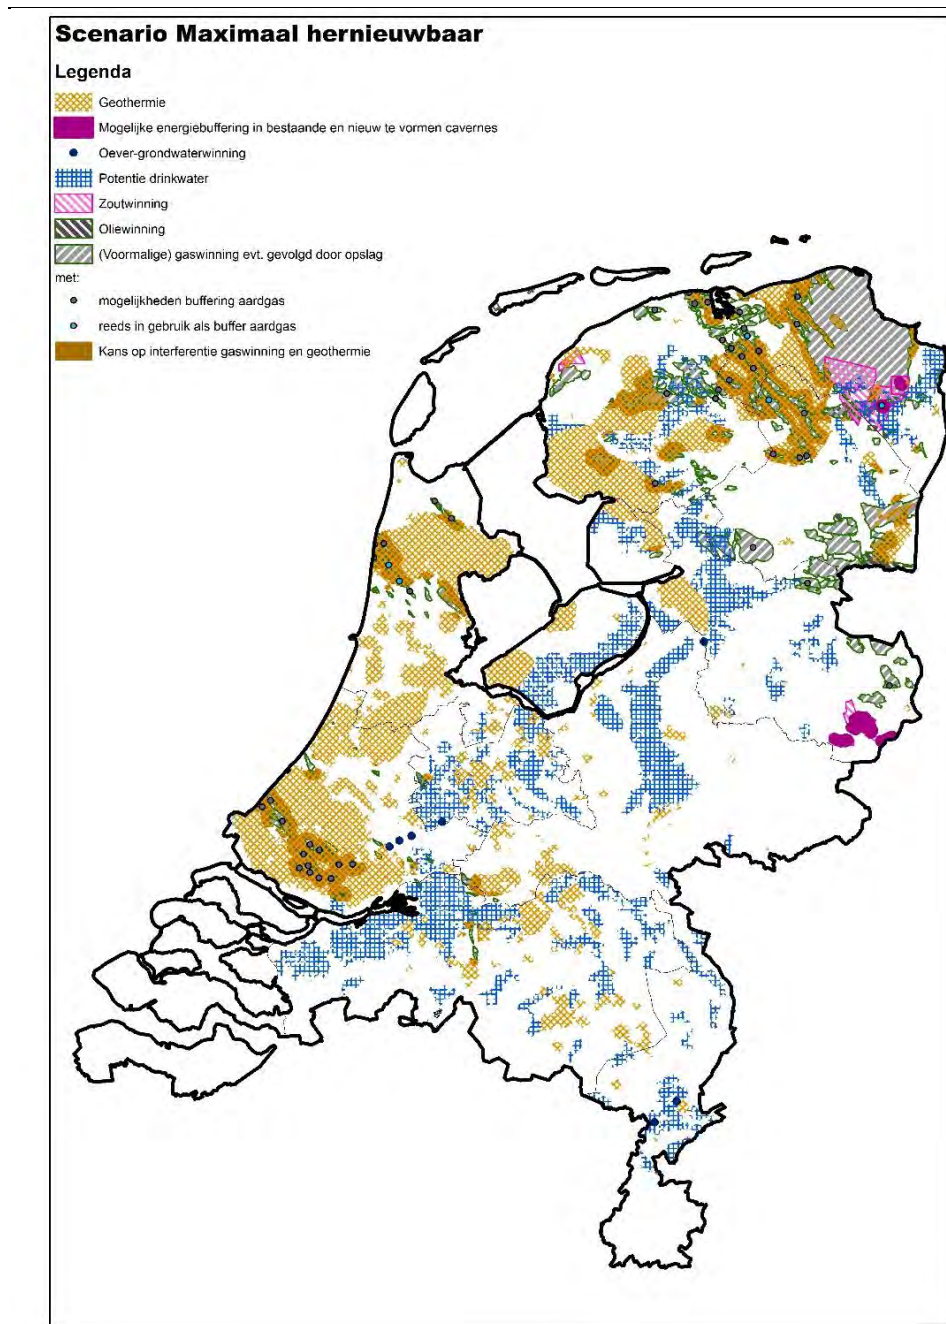 Scenario Maximaal hernieuwbaar
Legenda
Geothermie
Mogelijke energiebuffering in bestaande en nieuw te vormen cavernes
Oever-grondwaterwinning
Potentie drinkwater
Zoutwinning
Oliewinning
(Voormalige) gaswinning evt. gevolgd door opslag
met:
mogelijkheden buffering aardgas
reeds in gebruik als buffer aardgas
Kans op interferentie gaswinning en geothermie